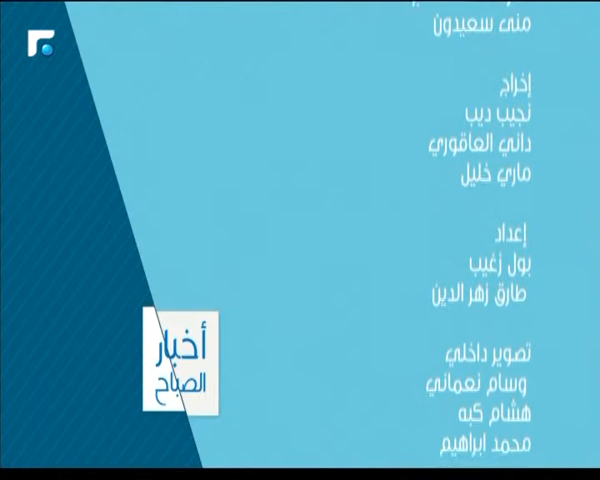 منى سعيدون
إخراج
نجيب ديب
داني العاقوري
ماري خليل
إعداد
بول زغيب
طارق زهر الدين
تصوير داخلي
وسام نعماني
هشام كبه
محمد ابراهيم
أخبار
الصباح